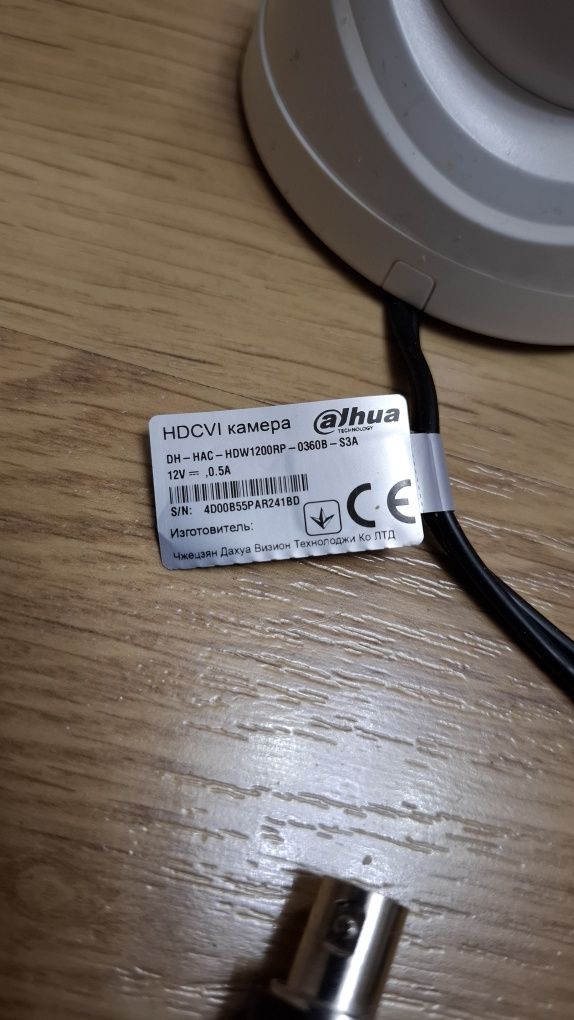 HDCVI камера
alhua
TECHNOLOGY
DH-HAC-HDW1200RP-0360B-S3A
12V ⎓ ,0.5A
S/N: 4D00B55PAR241BD
CE
Изготовитель:
Чжецзян Дахуа Визион Технолоджи Ко ЛТД